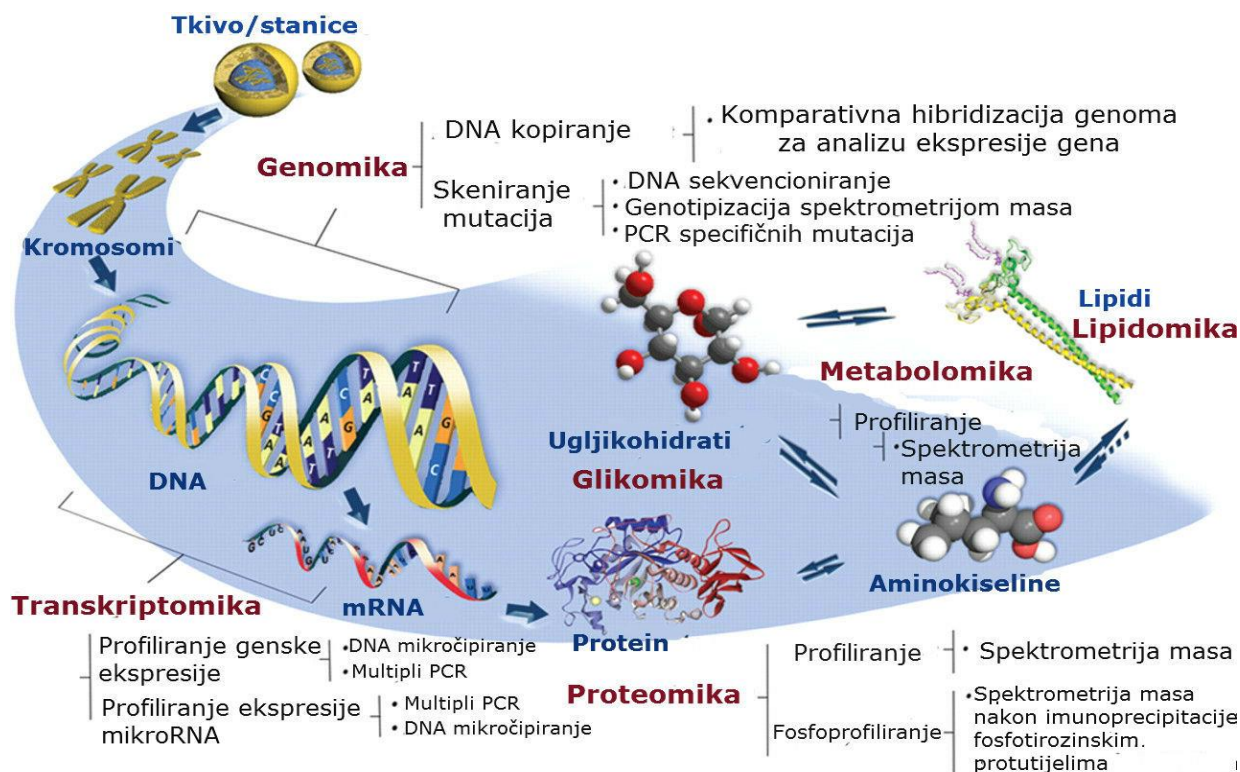 Tkivo/stanice
Genomika
DNA kopiranje
• Komparativna hibridizacija genoma
za analizu ekspresije gena
Skeniranje
mutacija
• DNA sekvencioniranje
• Genotipizacija spektrometrijom masa
• PCR specifičnih mutacija
Kromosomi
DNA
Ugljikohidrati
Glikomika
Lipidi
Lipidomika
Metabolomika
Profiliranje
• Spektrometrija
masa
Aminokiseline
mRNA
Protein
Transkriptomika
Profiliranje genske
ekspresije
• DNA mikročipiranje
• Multipli PCR
Profiliranje ekspresije
mikroRNA
• Multipli PCR
• DNA mikročipiranje
Proteomika
Profiliranje
• Spektrometrija masa
Fosfoprofiliranje
• Spektrometrija masa
nakon imunoprecipitacije
fosfotirozinskim.
protutijelima